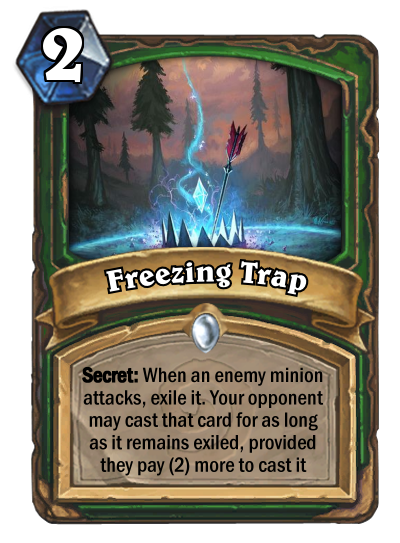 2
Freezing Trap
Secret: When an enemy minion
attacks, exile it. Your opponent
may cast that card for as long
as it remains exiled, provided
they pay (2) more to cast it